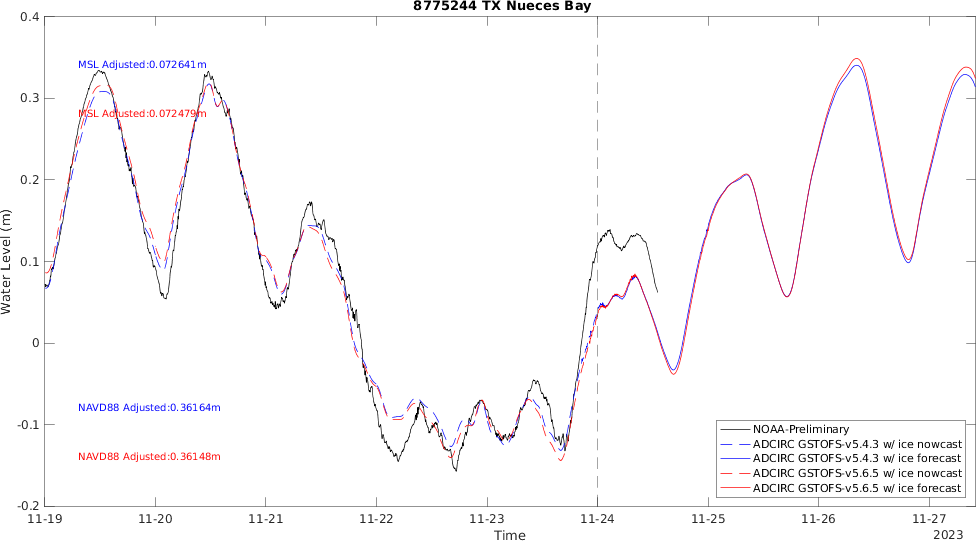 8775244 TX Nueces Bay
0.4
0.3
0.2
0.1
0
-0.1
-0.2
Water Level (m)
MSL Adjusted:0.072641m
MSL Adjusted:0.072479m
NAVD88 Adjusted:0.36164m
NAVD88 Adjusted:0.36148m
NOAA-Preliminary
ADCIRC GSTOFS-v5.4.3 w/ ice nowcast
ADCIRC GSTOFS-v5.4.3 w/ ice forecast
ADCIRC GSTOFS-v5.6.5 w/ ice nowcast
ADCIRC GSTOFS-v5.6.5 w/ ice forecast
11-19 11-20 11-21 11-22 11-23 11-24 11-25 11-26 11-27
Time
2023